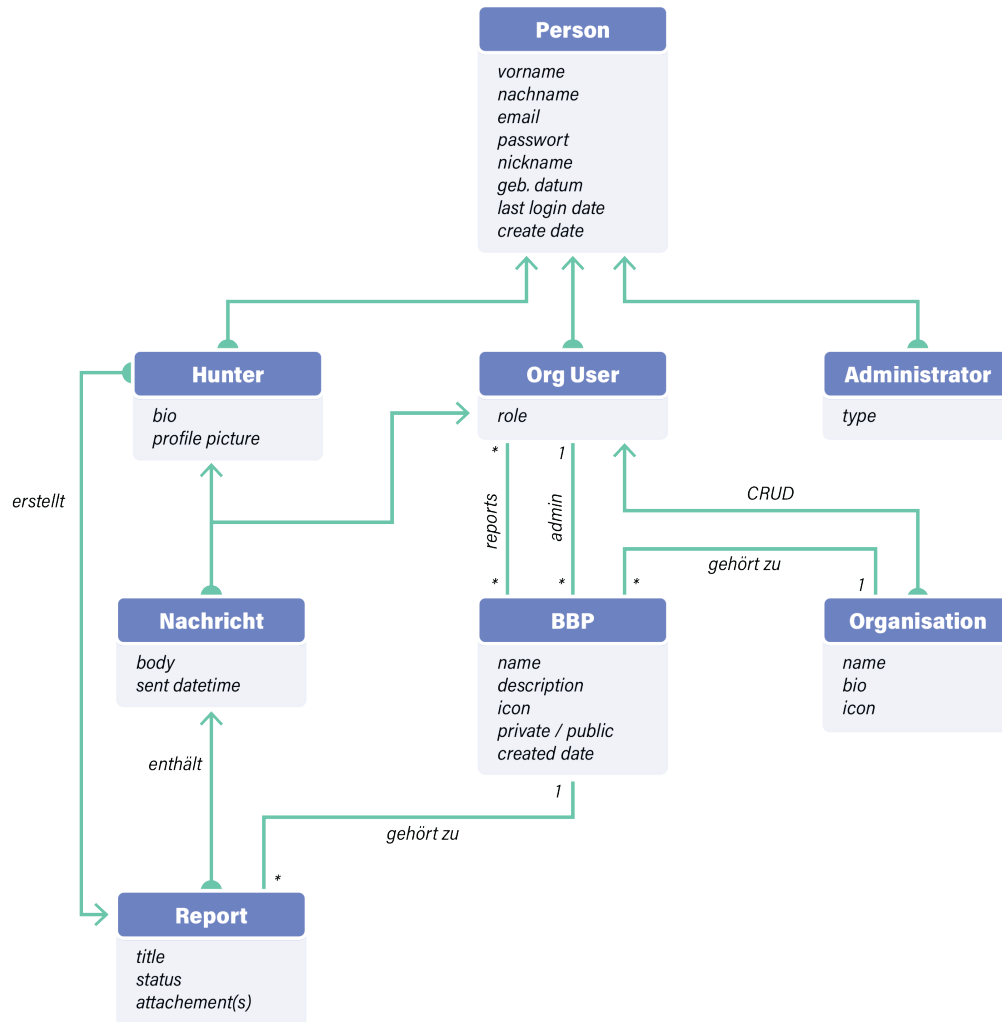 Person
vorname
nachname
email
passwort
nickname
geb. datum
last login date
create date
Hunter
bio
profile picture
Org User
role
Administrator
type
erstellt
*
1
reports
admin
*
*
CRUD
*
gehört zu
1
Nachricht
body
sent datetime
BBP
name
description
icon
private / public
created date
Organisation
name
bio
icon
enthält
1
gehört zu
*
Report
title
status
attachement(s)